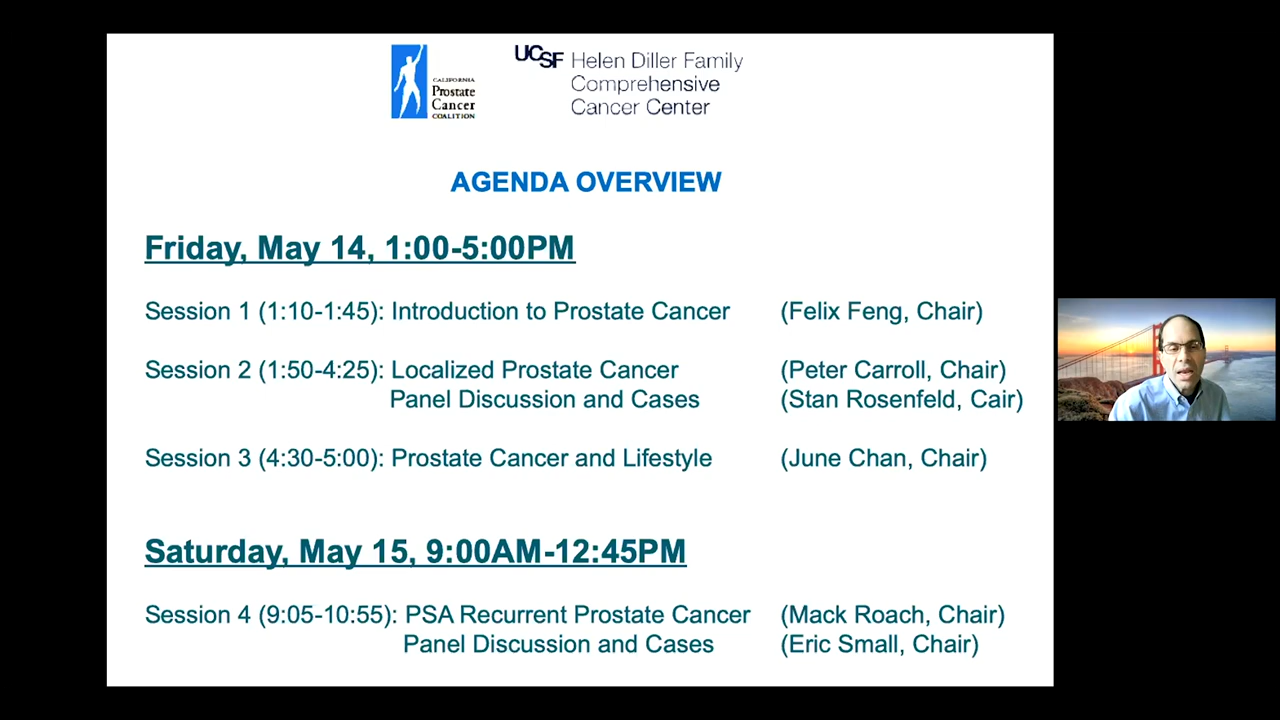 CALIFORNIA
Prostate
Cancer
COALITION
UCSF Helen Diller Family
Comprehensive
Cancer Center
AGENDA OVERVIEW
Friday, May 14, 1:00-5:00PM
Session 1 (1:10-1:45): Introduction to Prostate Cancer (Felix Feng, Chair)
Session 2 (1:50-4:25): Localized Prostate Cancer (Peter Carroll, Chair)
Panel Discussion and Cases (Stan Rosenfeld, Cair)
Session 3 (4:30-5:00): Prostate Cancer and Lifestyle (June Chan, Chair)
Saturday, May 15, 9:00AM-12:45PM
Session 4 (9:05-10:55): PSA Recurrent Prostate Cancer (Mack Roach, Chair)
Panel Discussion and Cases (Eric Small, Chair)